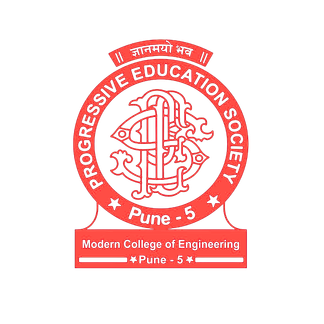 ॥ ज्ञानमयो भव ॥
PROGRESSIVE EDUCATION SOCIETY
★ Pune - 5 ★
Modern College of Engineering
★ Pune - 5 ★